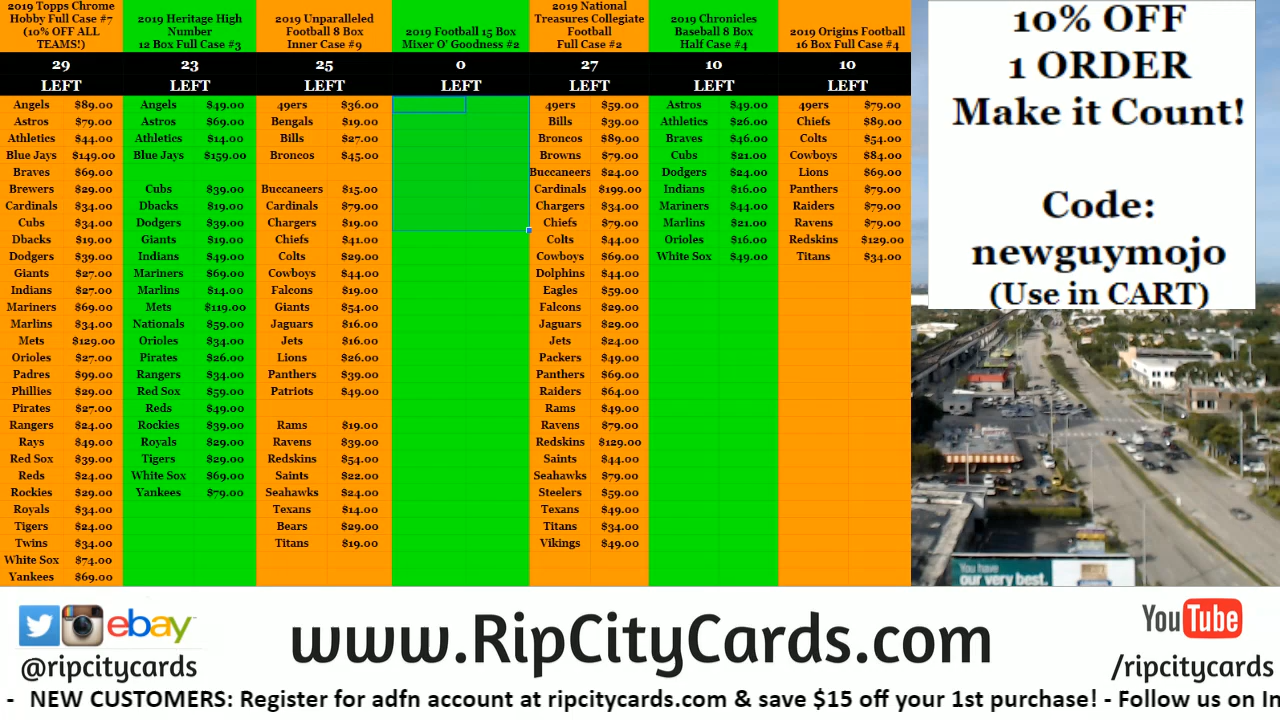 2019 Topps Chrome
Hobby Full Case #7
(10% OFF ALL
TEAMS!)
29
LEFT
Angels $89.00
Astros $79.00
Athletics $44.00
Blue Jays $149.00
Braves $69.00
Brewers $29.00
Cardinals $34.00
Cubs $34.00
Dbacks $19.00
Dodgers $39.00
Giants $27.00
Indians $27.00
Mariners $69.00
Marlins $34.00
Mets $129.00
Orioles $27.00
Padres $99.00
Phillies $29.00
Pirates $27.00
Rangers $24.00
Rays $49.00
Red Sox $39.00
Reds $24.00
Rockies $29.00
Royals $34.00
Tigers $24.00
Twins $34.00
White Sox $74.00
Yankees $69.00
2019 Heritage High
Number
12 Box Full Case #3
23
LEFT
Angels $49.00
Astros $69.00
Athletics $14.00
Blue Jays $159.00
Cubs $39.00
Dbacks $19.00
Dodgers $39.00
Giants $19.00
Indians $49.00
Mariners $69.00
Marlins $14.00
Mets $119.00
Nationals $59.00
Orioles $34.00
Pirates $26.00
Rangers $34.00
Red Sox $59.00
Reds $49.00
Rockies $39.00
Royals $29.00
Tigers $29.00
White Sox $69.00
Yankees $79.00
2019 Unparalleled
Football 8 Box
Inner Case #9
25
LEFT
49ers $36.00
Bengals $19.00
Bills $27.00
Broncos $45.00
Buccaneers $15.00
Cardinals $79.00
Chargers $19.00
Chiefs $41.00
Colts $29.00
Cowboys $44.00
Falcons $19.00
Giants $54.00
Jaguars $16.00
Jets $16.00
Lions $26.00
Panthers $39.00
Patriots $49.00
Rams $19.00
Ravens $39.00
Redskins $54.00
Saints $22.00
Seahawks $24.00
Texans $14.00
Bears $29.00
Titans $19.00
2019 Football 15 Box
Mixer O' Goodness #2
0
LEFT
2019 National
Treasures Collegiate
Football
Full Case #2
27
LEFT
49ers $59.00
Bills $39.00
Broncos $89.00
Browns $79.00
Buccaneers $24.00
Cardinals $199.00
Chargers $34.00
Chiefs $79.00
Colts $44.00
Cowboys $69.00
Dolphins $44.00
Eagles $59.00
Falcons $29.00
Jaguars $29.00
Jets $24.00
Packers $49.00
Panthers $69.00
Raiders $64.00
Rams $49.00
Ravens $79.00
Redskins $129.00
Saints $44.00
Seahawks $79.00
Steelers $59.00
Texans $49.00
Titans $34.00
Vikings $49.00
2019 Chronicles
Baseball 8 Box
Half Case #4
10
LEFT
Astros $49.00
Athletics $26.00
Braves $46.00
Cubs $21.00
Dodgers $24.00
Indians $16.00
Mariners $44.00
Marlins $21.00
Orioles $16.00
White Sox $49.00
2019 Origins Football
16 Box Full Case #4
10
LEFT
49ers $79.00
Chiefs $89.00
Colts $54.00
Cowboys $84.00
Lions $69.00
Panthers $79.00
Raiders $79.00
Ravens $79.00
Redskins $129.00
Titans $34.00
10% OFF
1 ORDER
Make it Count!
Code:
newguymojo
(Use in CART)
You have
our very best.
ebay
@ripcitycards
www.RipCityCards.com
YouTube
/ripcitycards
- NEW CUSTOMERS: Register for adfn account at ripcitycards.com & save $15 off your 1st purchase! - Follow us on In